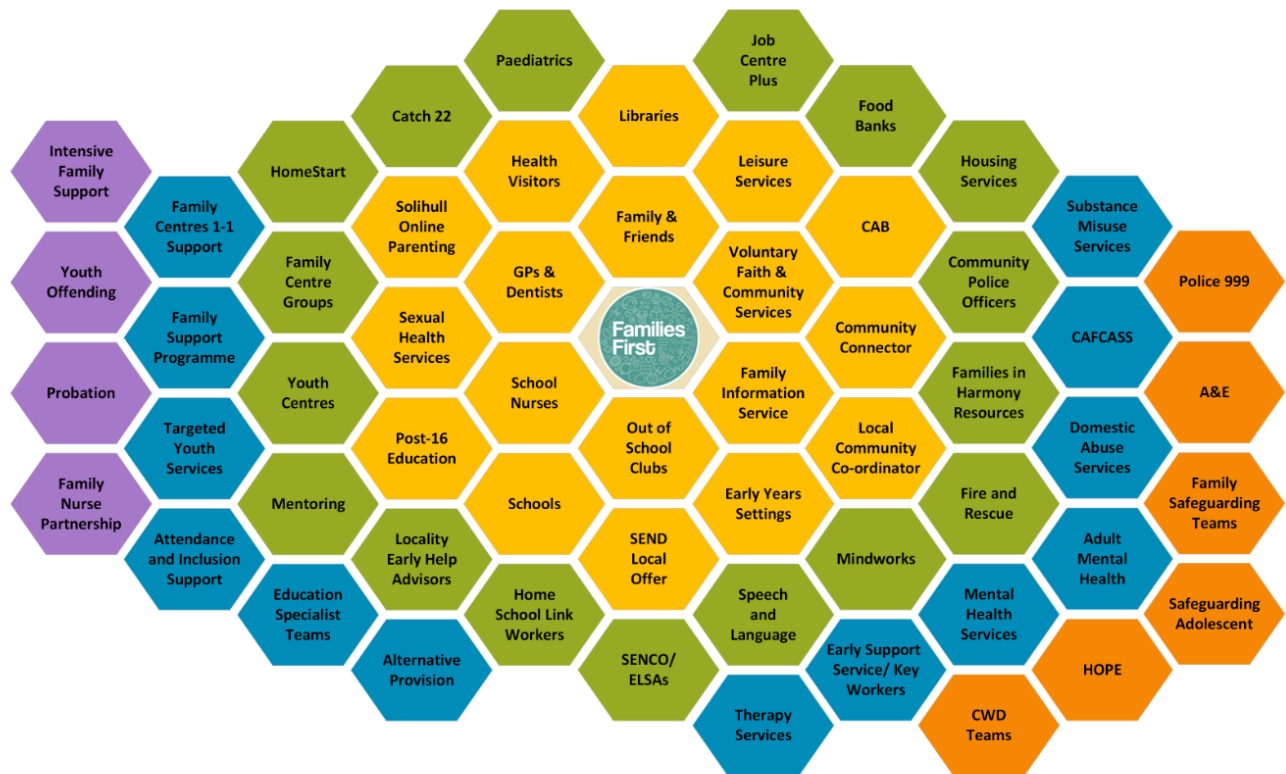 Intensive
Family
Support
Youth
Offending
Probation
Family
Nurse
Partnership
Family
Centres 1-1
Support
Family
Support
Programme
Targeted
Youth
Services
Attendance
and Inclusion
Support
HomeStart
Family
Centre
Groups
Youth
Centres
Mentoring
Education
Specialist
Teams
Catch 22
Solihull
Online
Parenting
Sexual
Health
Services
Post-16
Education
Locality
Early Help
Advisors
Alternative
Provision
Paediatrics
Health
Visitors
GPs &
Dentists
School
Nurses
Schools
Home
School Link
Workers
Libraries
Family &
Friends
Families
First
Out of
School
Clubs
SEND
Local
Offer
SENCO/
ELSAs
Job
Centre
Plus
Leisure
Services
Voluntary
Faith &
Community
Services
Family
Information
Service
Early Years
Settings
Speech
and
Language
Therapy
Services
Food
Banks
CAB
Community
Connector
Local
Community
Co-ordinator
Mindworks
Early Support
Service/ Key
Workers
Housing
Services
Community
Police
Officers
Families in
Harmony
Resources
Fire and
Rescue
Mental
Health
Services
CWD
Teams
Substance
Misuse
Services
CAFCASS
Domestic
Abuse
Services
Adult
Mental
Health
HOPE
Police 999
A&E
Family
Safeguarding
Teams
Safeguarding
Adolescent